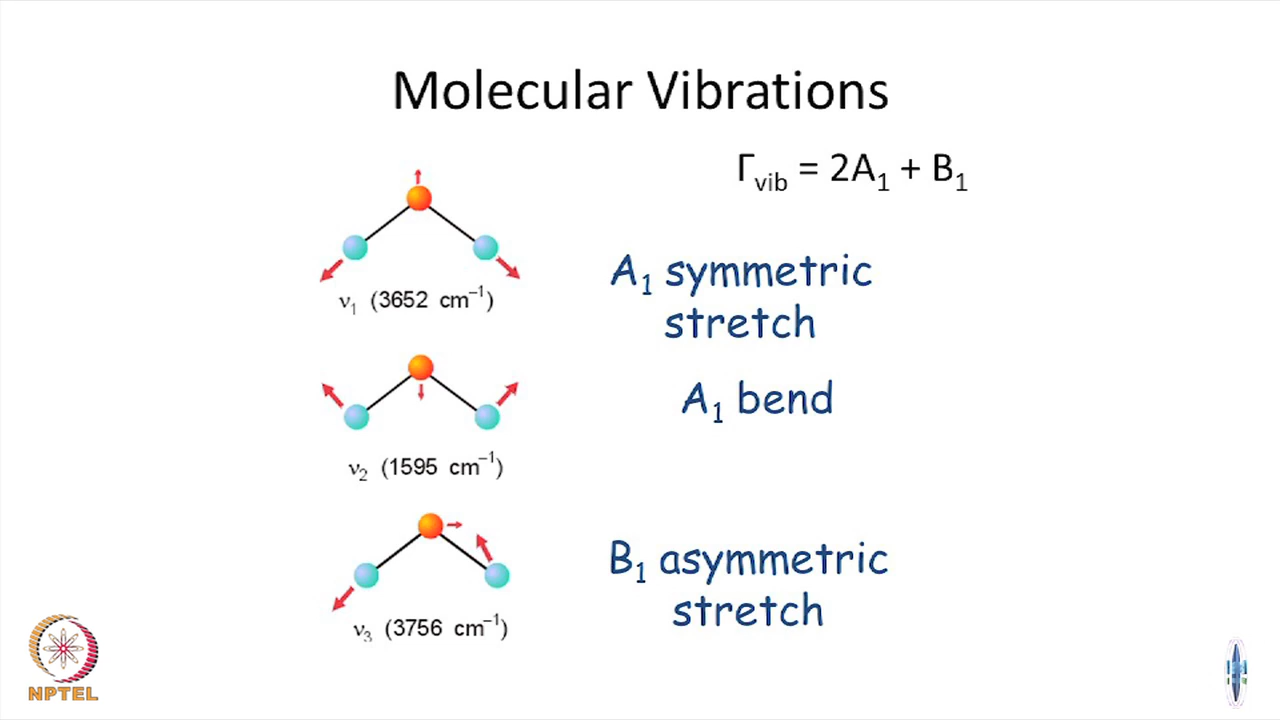 Molecular Vibrations
Γvib = 2A1 + B1
ν1 (3652 cm–1)
A1 symmetric
stretch
ν2 (1595 cm–1)
A1 bend
ν3 (3756 cm–1)
B1 asymmetric
stretch
NPTEL